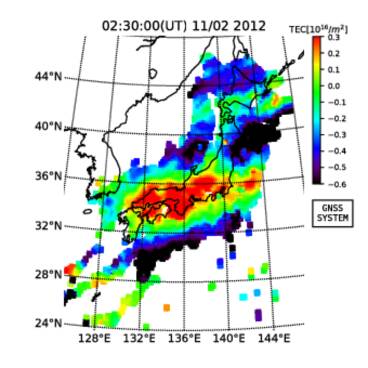 02:30:00(UT) 11/02 2012
TEC[10¹⁶/m²]
0.3
0.2
0.1
0.0
−0.1
−0.2
−0.3
−0.4
−0.5
−0.6
GNSS
SYSTEM
44°N
40°N
36°N
32°N
28°N
24°N
128°E 132°E 136°E 140°E 144°E